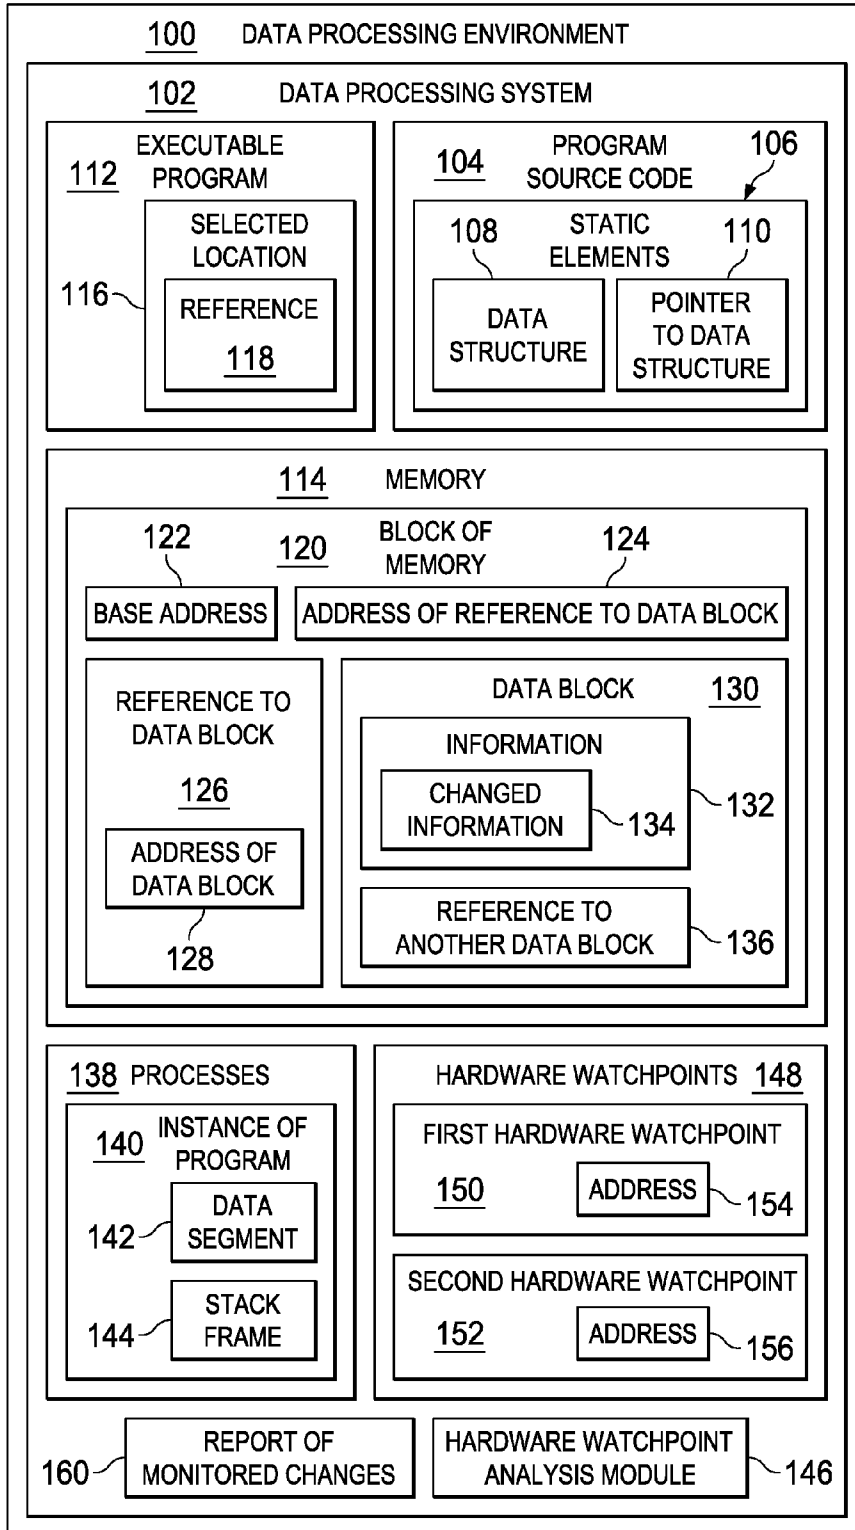 100 DATA PROCESSING ENVIRONMENT
102 DATA PROCESSING SYSTEM
112 EXECUTABLE
PROGRAM
SELECTED
LOCATION
116
REFERENCE
118
104 PROGRAM
SOURCE CODE
106
108 STATIC
ELEMENTS
110
DATA
STRUCTURE
POINTER
TO DATA
STRUCTURE
114 MEMORY
120 BLOCK OF
MEMORY
122
124
BASE ADDRESS
ADDRESS OF REFERENCE TO DATA BLOCK
REFERENCE TO
DATA BLOCK
126
ADDRESS OF
DATA BLOCK
128
DATA BLOCK 130
INFORMATION
CHANGED
INFORMATION
134
132
REFERENCE TO
ANOTHER DATA BLOCK
136
138 PROCESSES
140 INSTANCE OF
PROGRAM
142
DATA
SEGMENT
144
STACK
FRAME
HARDWARE WATCHPOINTS 148
FIRST HARDWARE WATCHPOINT
150
ADDRESS
154
SECOND HARDWARE WATCHPOINT
152
ADDRESS
156
160
REPORT OF
MONITORED CHANGES
HARDWARE WATCHPOINT
ANALYSIS MODULE
146